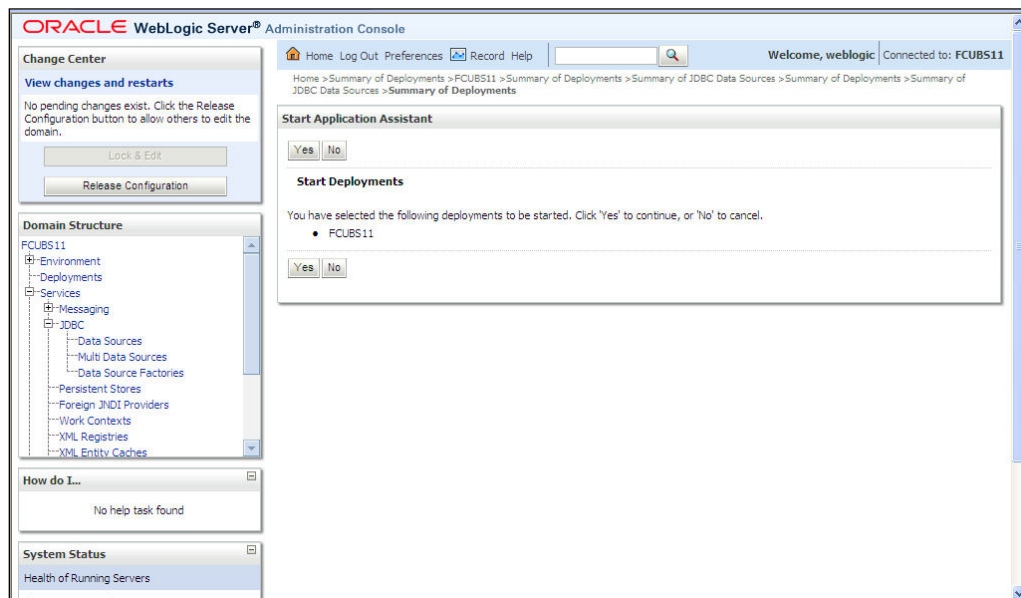 ORACLE WebLogic Server® Administration Console
Change Center
View changes and restarts
No pending changes exist. Click the Release
Configuration button to allow others to edit the
domain.
Lock & Edit
Release Configuration
Domain Structure
FCUBS11
Environment
Deployments
Services
Messaging
JDBC
Data Sources
Multi Data Sources
Data Source Factories
Persistent Stores
Foreign JNDI Providers
Work Contexts
XML Registries
XML Entity Caches
How do I...
No help task found
System Status
Health of Running Servers
Home Log Out Preferences Record Help
Welcome, weblogic Connected to: FCUBS11
Home >Summary of Deployments >FCUBS11 >Summary of Deployments >Summary of JDBC Data Sources >Summary of Deployments >Summary of
JDBC Data Sources >Summary of Deployments
Start Application Assistant
Yes No
Start Deployments
You have selected the following deployments to be started. Click 'Yes' to continue, or 'No' to cancel.
• FCUBS11
Yes No